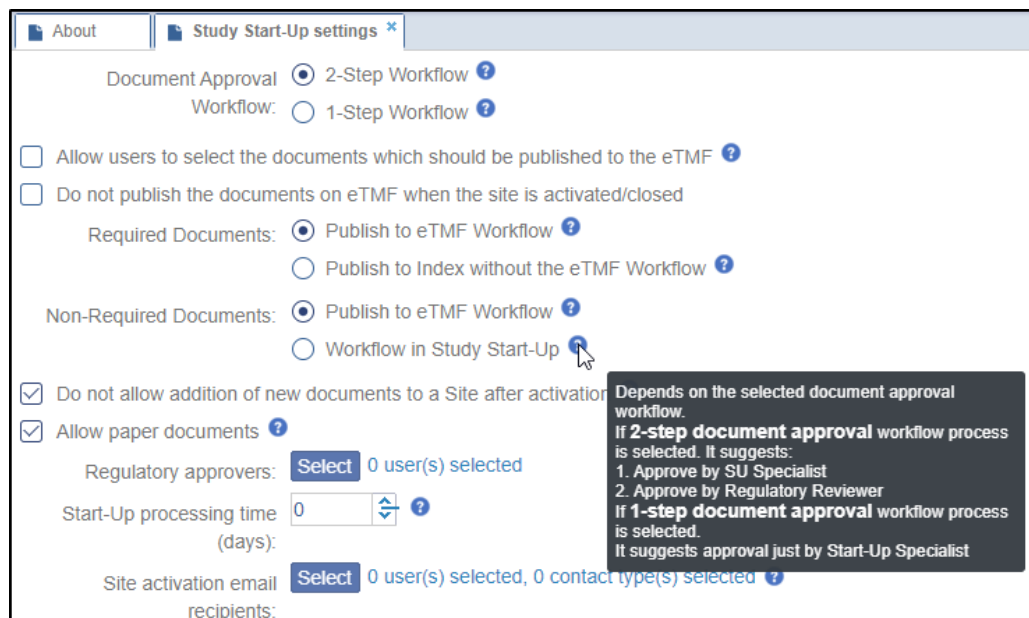 About
Study Start-Up settings
Document Approval Workflow:
2-Step Workflow
1-Step Workflow
Allow users to select the documents which should be published to the eTMF
Do not publish the documents on eTMF when the site is activated/closed
Required Documents:
Publish to eTMF Workflow
Publish to Index without the eTMF Workflow
Non-Required Documents:
Publish to eTMF Workflow
Workflow in Study Start-Up
Do not allow addition of new documents to a Site after activation
Allow paper documents
Regulatory approvers:
Select 0 user(s) selected
Start-Up processing time (days):
0
Site activation email recipients:
Select 0 user(s) selected, 0 contact type(s) selected
Depends on the selected document approval
workflow.
If 2-step document approval workflow process
is selected. It suggests:
1. Approve by SU Specialist
2. Approve by Regulatory Reviewer
If 1-step document approval workflow process
is selected.
It suggests approval just by Start-Up Specialist